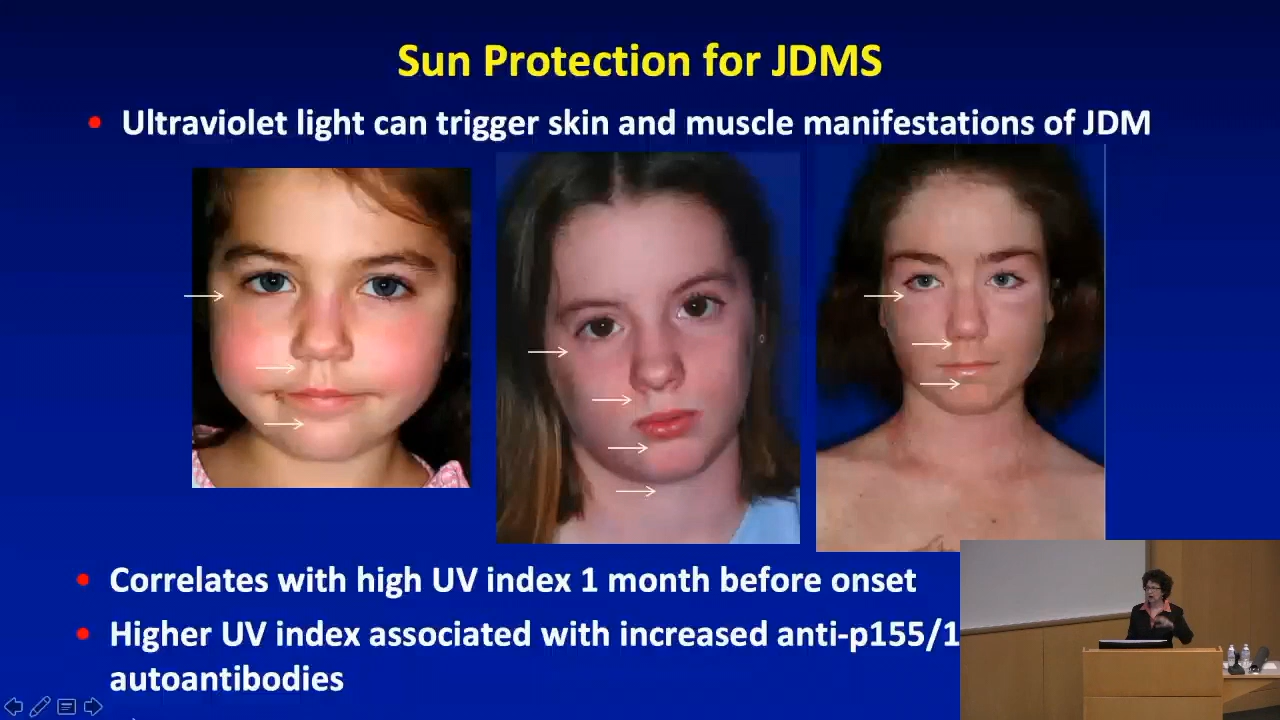 Sun Protection for JDMS
• Ultraviolet light can trigger skin and muscle manifestations of JDM
• Correlates with high UV index 1 month before onset
• Higher UV index associated with increased anti-p155/1
autoantibodies